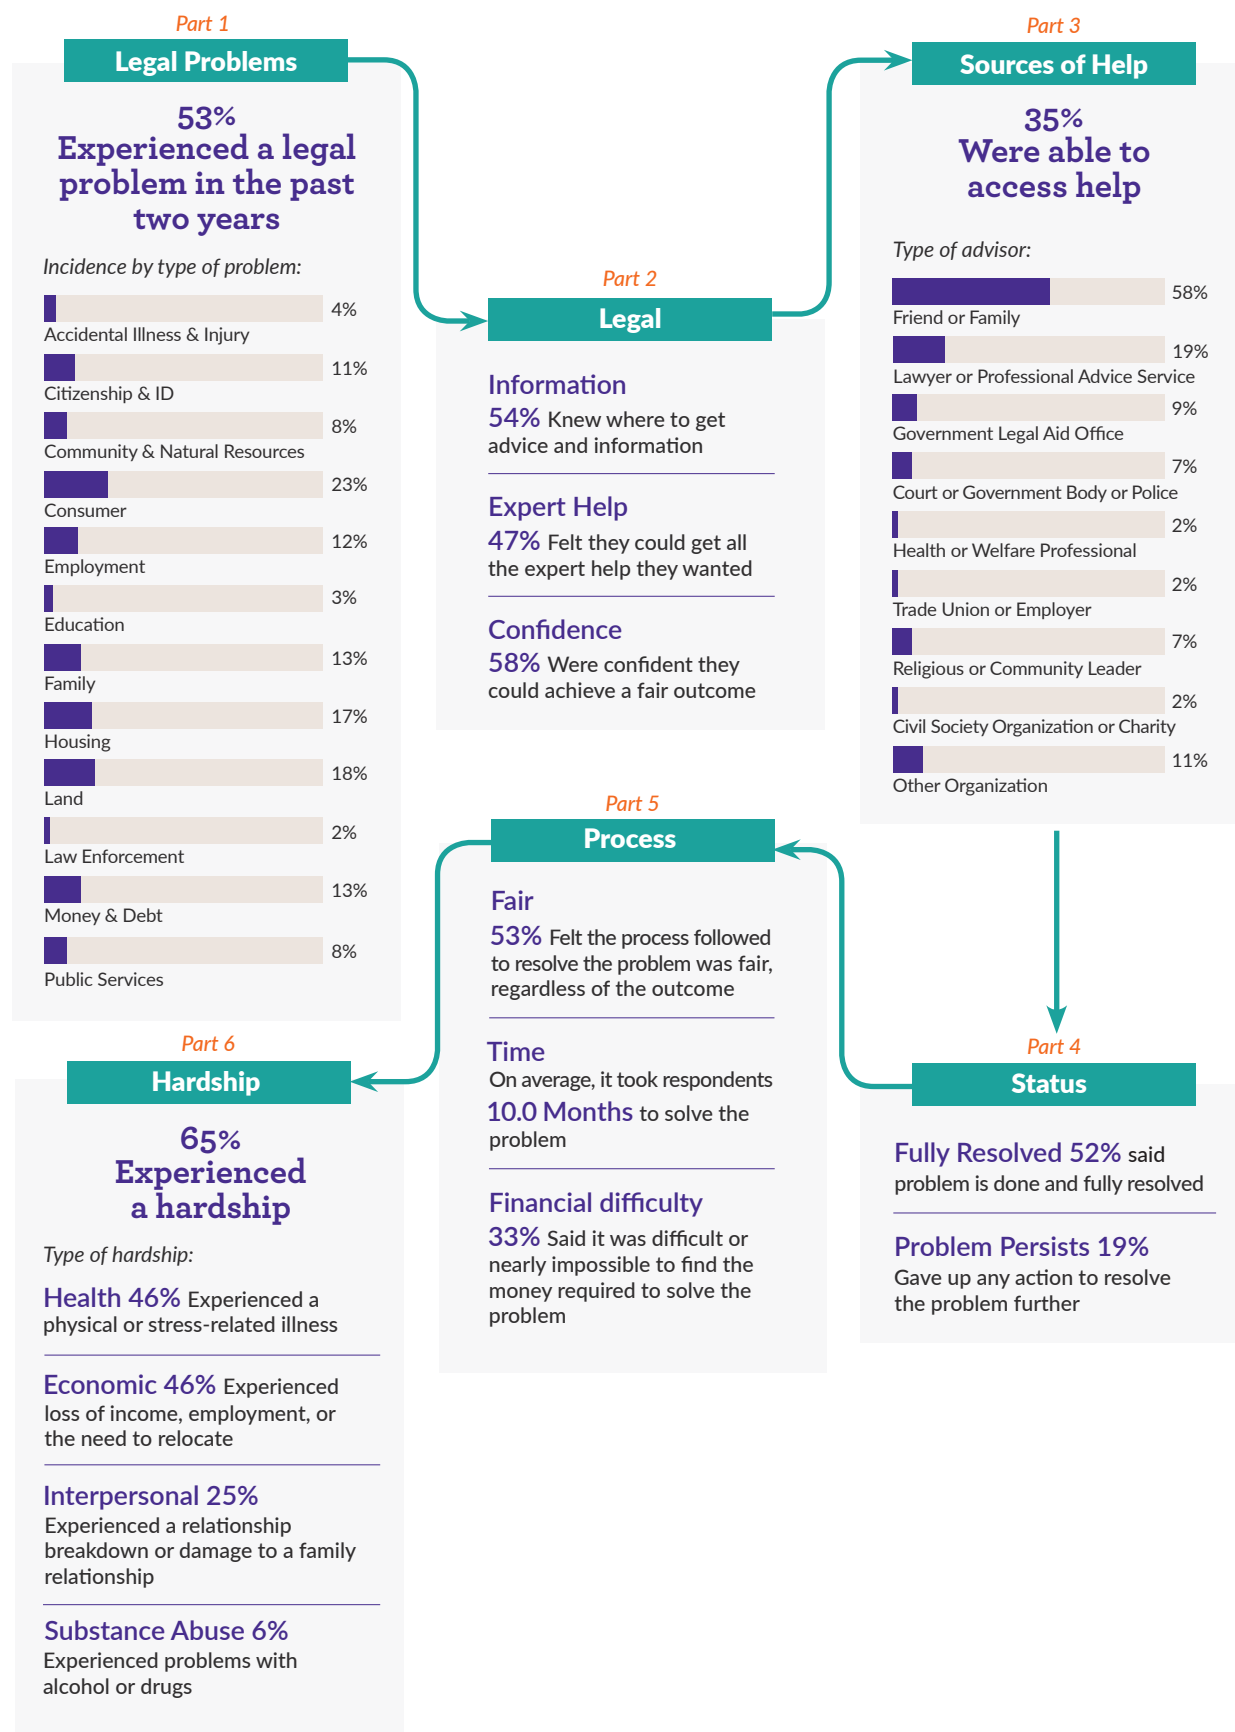 Part 1
Legal Problems
53%
Experienced a legal
problem in the past
two years
Incidence by type of problem:
4%
Accidental Illness & Injury
11%
Citizenship & ID
8%
Community & Natural Resources
23%
Consumer
12%
Employment
3%
Education
13%
Family
17%
Housing
18%
Land
2%
Law Enforcement
13%
Money & Debt
8%
Public Services
Part 2
Legal
Information
54% Knew where to get
advice and information
Expert Help
47% Felt they could get all
the expert help they wanted
Confidence
58% Were confident they
could achieve a fair outcome
Part 3
Sources of Help
35%
Were able to
access help
Type of advisor:
58%
Friend or Family
19%
Lawyer or Professional Advice Service
9%
Government Legal Aid Office
7%
Court or Government Body or Police
2%
Health or Welfare Professional
2%
Trade Union or Employer
7%
Religious or Community Leader
2%
Civil Society Organization or Charity
11%
Other Organization
Part 4
Status
Fully Resolved 52% said
problem is done and fully resolved
Problem Persists 19%
Gave up any action to resolve
the problem further
Part 5
Process
Fair
53% Felt the process followed
to resolve the problem was fair,
regardless of the outcome
Time
On average, it took respondents
10.0 Months to solve the
problem
Financial difficulty
33% Said it was difficult or
nearly impossible to find the
money required to solve the
problem
Part 6
Hardship
65%
Experienced
a hardship
Type of hardship:
Health 46% Experienced a
physical or stress-related illness
Economic 46% Experienced
loss of income, employment, or
the need to relocate
Interpersonal 25%
Experienced a relationship
breakdown or damage to a family
relationship
Substance Abuse 6%
Experienced problems with
alcohol or drugs